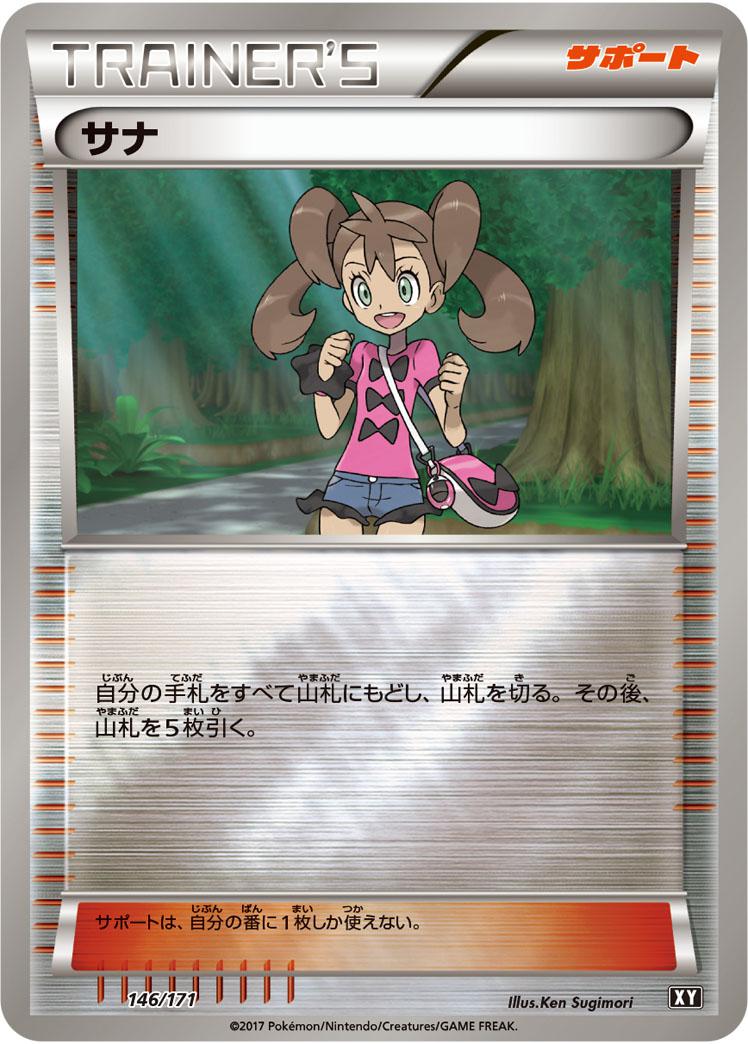 TRAINER'S
サポート
サナ
自分の手札をすべて山札にもどし、山札を切る。その後、
山札を5枚引く。
サポートは、自分の番に1枚しか使えない。
146/171
Illus.Ken Sugimori
XY
©2017 Pokémon/Nintendo/Creatures/GAME FREAK.